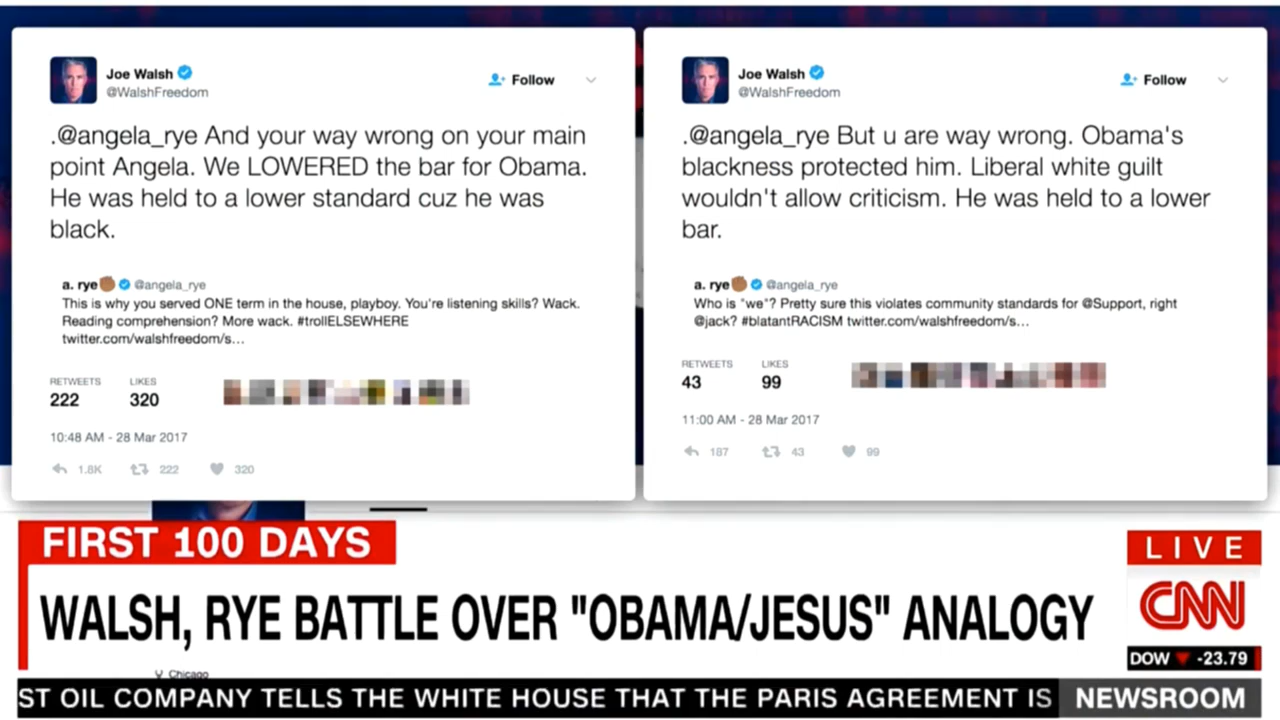 Joe Walsh
@WalshFreedom
Follow
.@angela_rye And your way wrong on your main
point Angela. We LOWERED the bar for Obama.
He was held to a lower standard cuz he was
black.
a. rye @angela_rye
This is why you served ONE term in the house, playboy. You're listening skills? Wack.
Reading comprehension? More wack. #trollELSEWHERE
twitter.com/walshfreedom/s...
RETWEETS LIKES
222 320
10:48 AM - 28 Mar 2017
1.8K 222 320
Joe Walsh
@WalshFreedom
Follow
.@angela_rye But u are way wrong. Obama's
blackness protected him. Liberal white guilt
wouldn't allow criticism. He was held to a lower
bar.
a. rye @angela_rye
Who is "we"? Pretty sure this violates community standards for @Support, right
@jack? #blatantRACISM twitter.com/walshfreedom/s...
RETWEETS LIKES
43 99
11:00 AM - 28 Mar 2017
187 43 99
FIRST 100 DAYS
WALSH, RYE BATTLE OVER "OBAMA/JESUS" ANALOGY
LIVE
CNN
DOW -23.79
Chicago
ST OIL COMPANY TELLS THE WHITE HOUSE THAT THE PARIS AGREEMENT IS
NEWSROOM